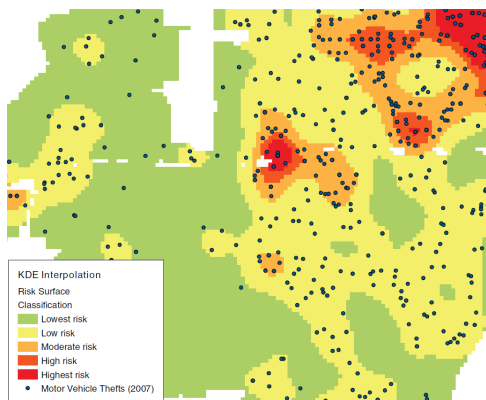 KDE Interpolation
Risk Surface
Classification
Lowest risk
Low risk
Moderate risk
High risk
Highest risk
Motor Vehicle Thefts (2007)